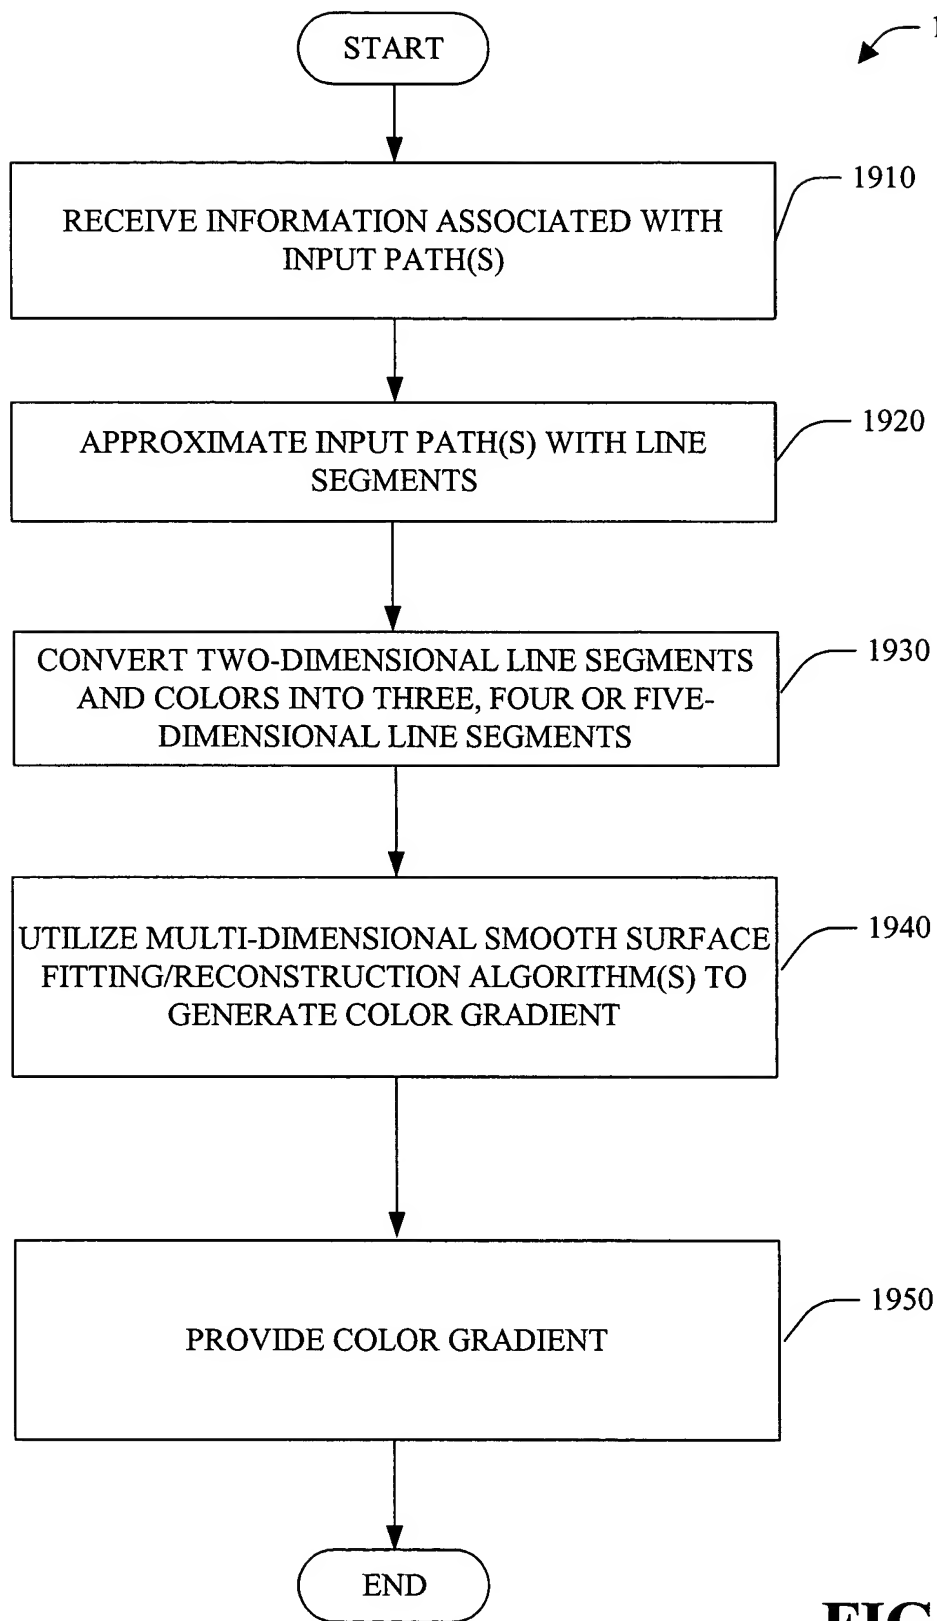 START
1
1910
RECEIVE INFORMATION ASSOCIATED WITH
INPUT PATH(S)
1920
APPROXIMATE INPUT PATH(S) WITH LINE
SEGMENTS
1930
CONVERT TWO-DIMENSIONAL LINE SEGMENTS
AND COLORS INTO THREE, FOUR OR FIVE-
DIMENSIONAL LINE SEGMENTS
1940
UTILIZE MULTI-DIMENSIONAL SMOOTH SURFACE
FITTING/RECONSTRUCTION ALGORITHM(S) TO
GENERATE COLOR GRADIENT
1950
PROVIDE COLOR GRADIENT
END
FIG